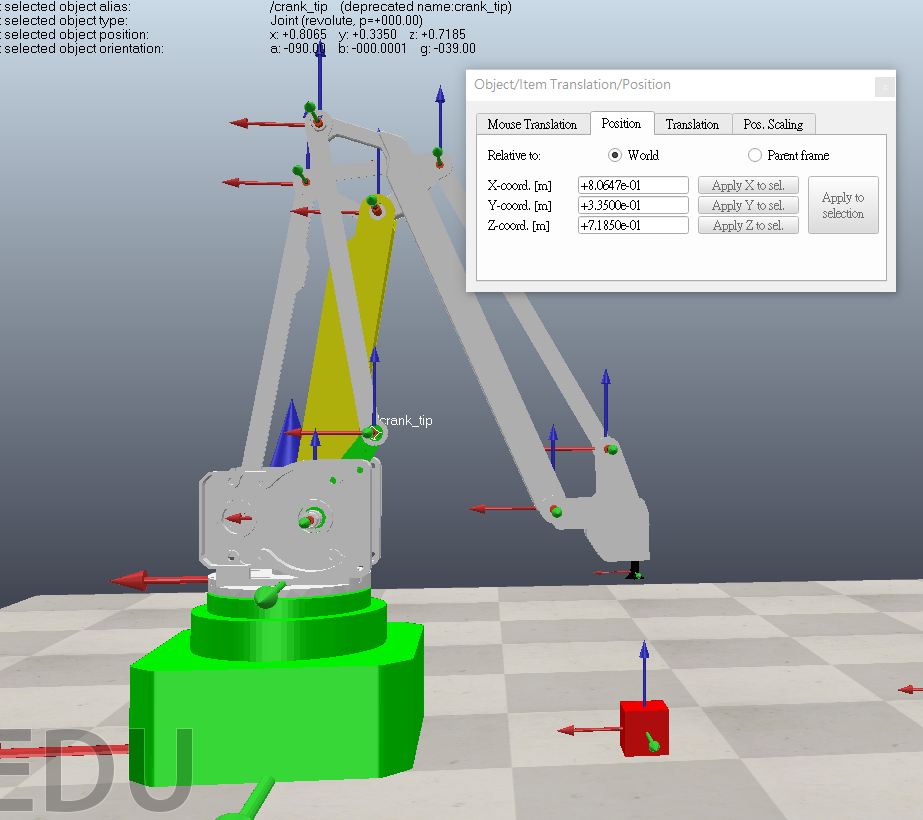 selected object alias: /crank_tip (deprecated name:crank_tip)
selected object type: Joint (revolute, p=+000.00)
selected object position: x: +0.8065 y: +0.3350 z: +0.7185
selected object orientation: a: -090.00 b: -000.0001 g: -039.00
Object/Item Translation/Position
Mouse Translation Position Translation Pos. Scaling
Relative to: World Parent frame
X-coord. [m] +8.0647e-01 Apply X to sel.
Y-coord. [m] +3.3500e-01 Apply Y to sel.
Z-coord. [m] +7.1850e-01 Apply Z to sel.
Apply to
selection
/crank_tip
EDU